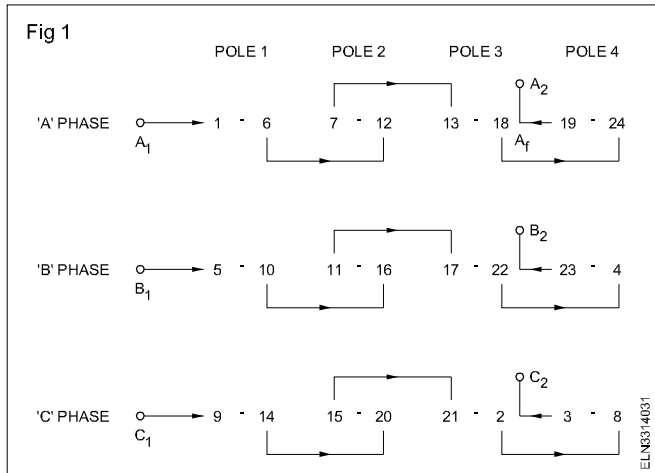 Fig 1
POLE 1 POLE 2 POLE 3 POLE 4
A2
'A' PHASE 1 - 6 7 - 12 13 - 18 19 - 24
A1 Af
B2
'B' PHASE 5 - 10 11 - 16 17 - 22 23 - 4
B1
C2
'C' PHASE 9 - 14 15 - 20 21 - 2 3 - 8
C1
ELN3314031